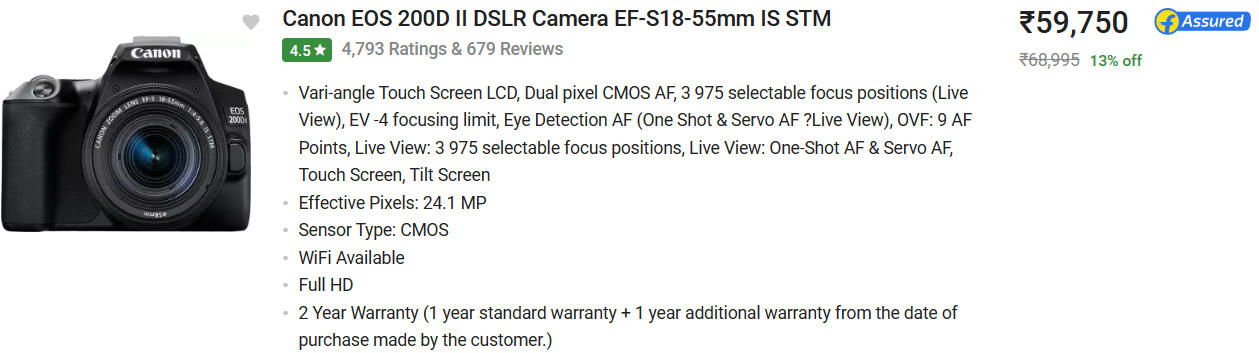 Canon EOS 200D II DSLR Camera EF-S18-55mm IS STM
4.5★ 4,793 Ratings & 679 Reviews
Vari-angle Touch Screen LCD, Dual pixel CMOS AF, 3 975 selectable focus positions (Live
View), EV -4 focusing limit, Eye Detection AF (One Shot & Servo AF ?Live View), OVF: 9 AF
Points, Live View: 3 975 selectable focus positions, Live View: One-Shot AF & Servo AF,
Touch Screen, Tilt Screen
Effective Pixels: 24.1 MP
Sensor Type: CMOS
WiFi Available
Full HD
2 Year Warranty (1 year standard warranty + 1 year additional warranty from the date of
purchase made by the customer.)
₹59,750
Assured
₹68,995 13% off
Canon
EOS
200D II
CANON ZOOM LENS EF-S 18-55mm 1:4-5.6 IS STM
ø58mm